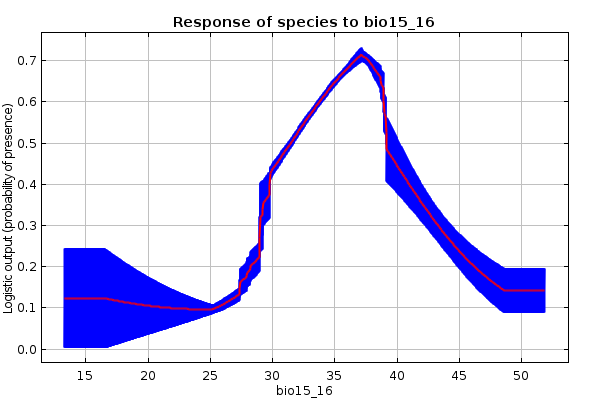 Response of species to bio15_16
Logistic output (probability of presence)
0.7
0.6
0.5
0.4
0.3
0.2
0.1
0.0
15 20 25 30 35 40 45 50
bio15_16